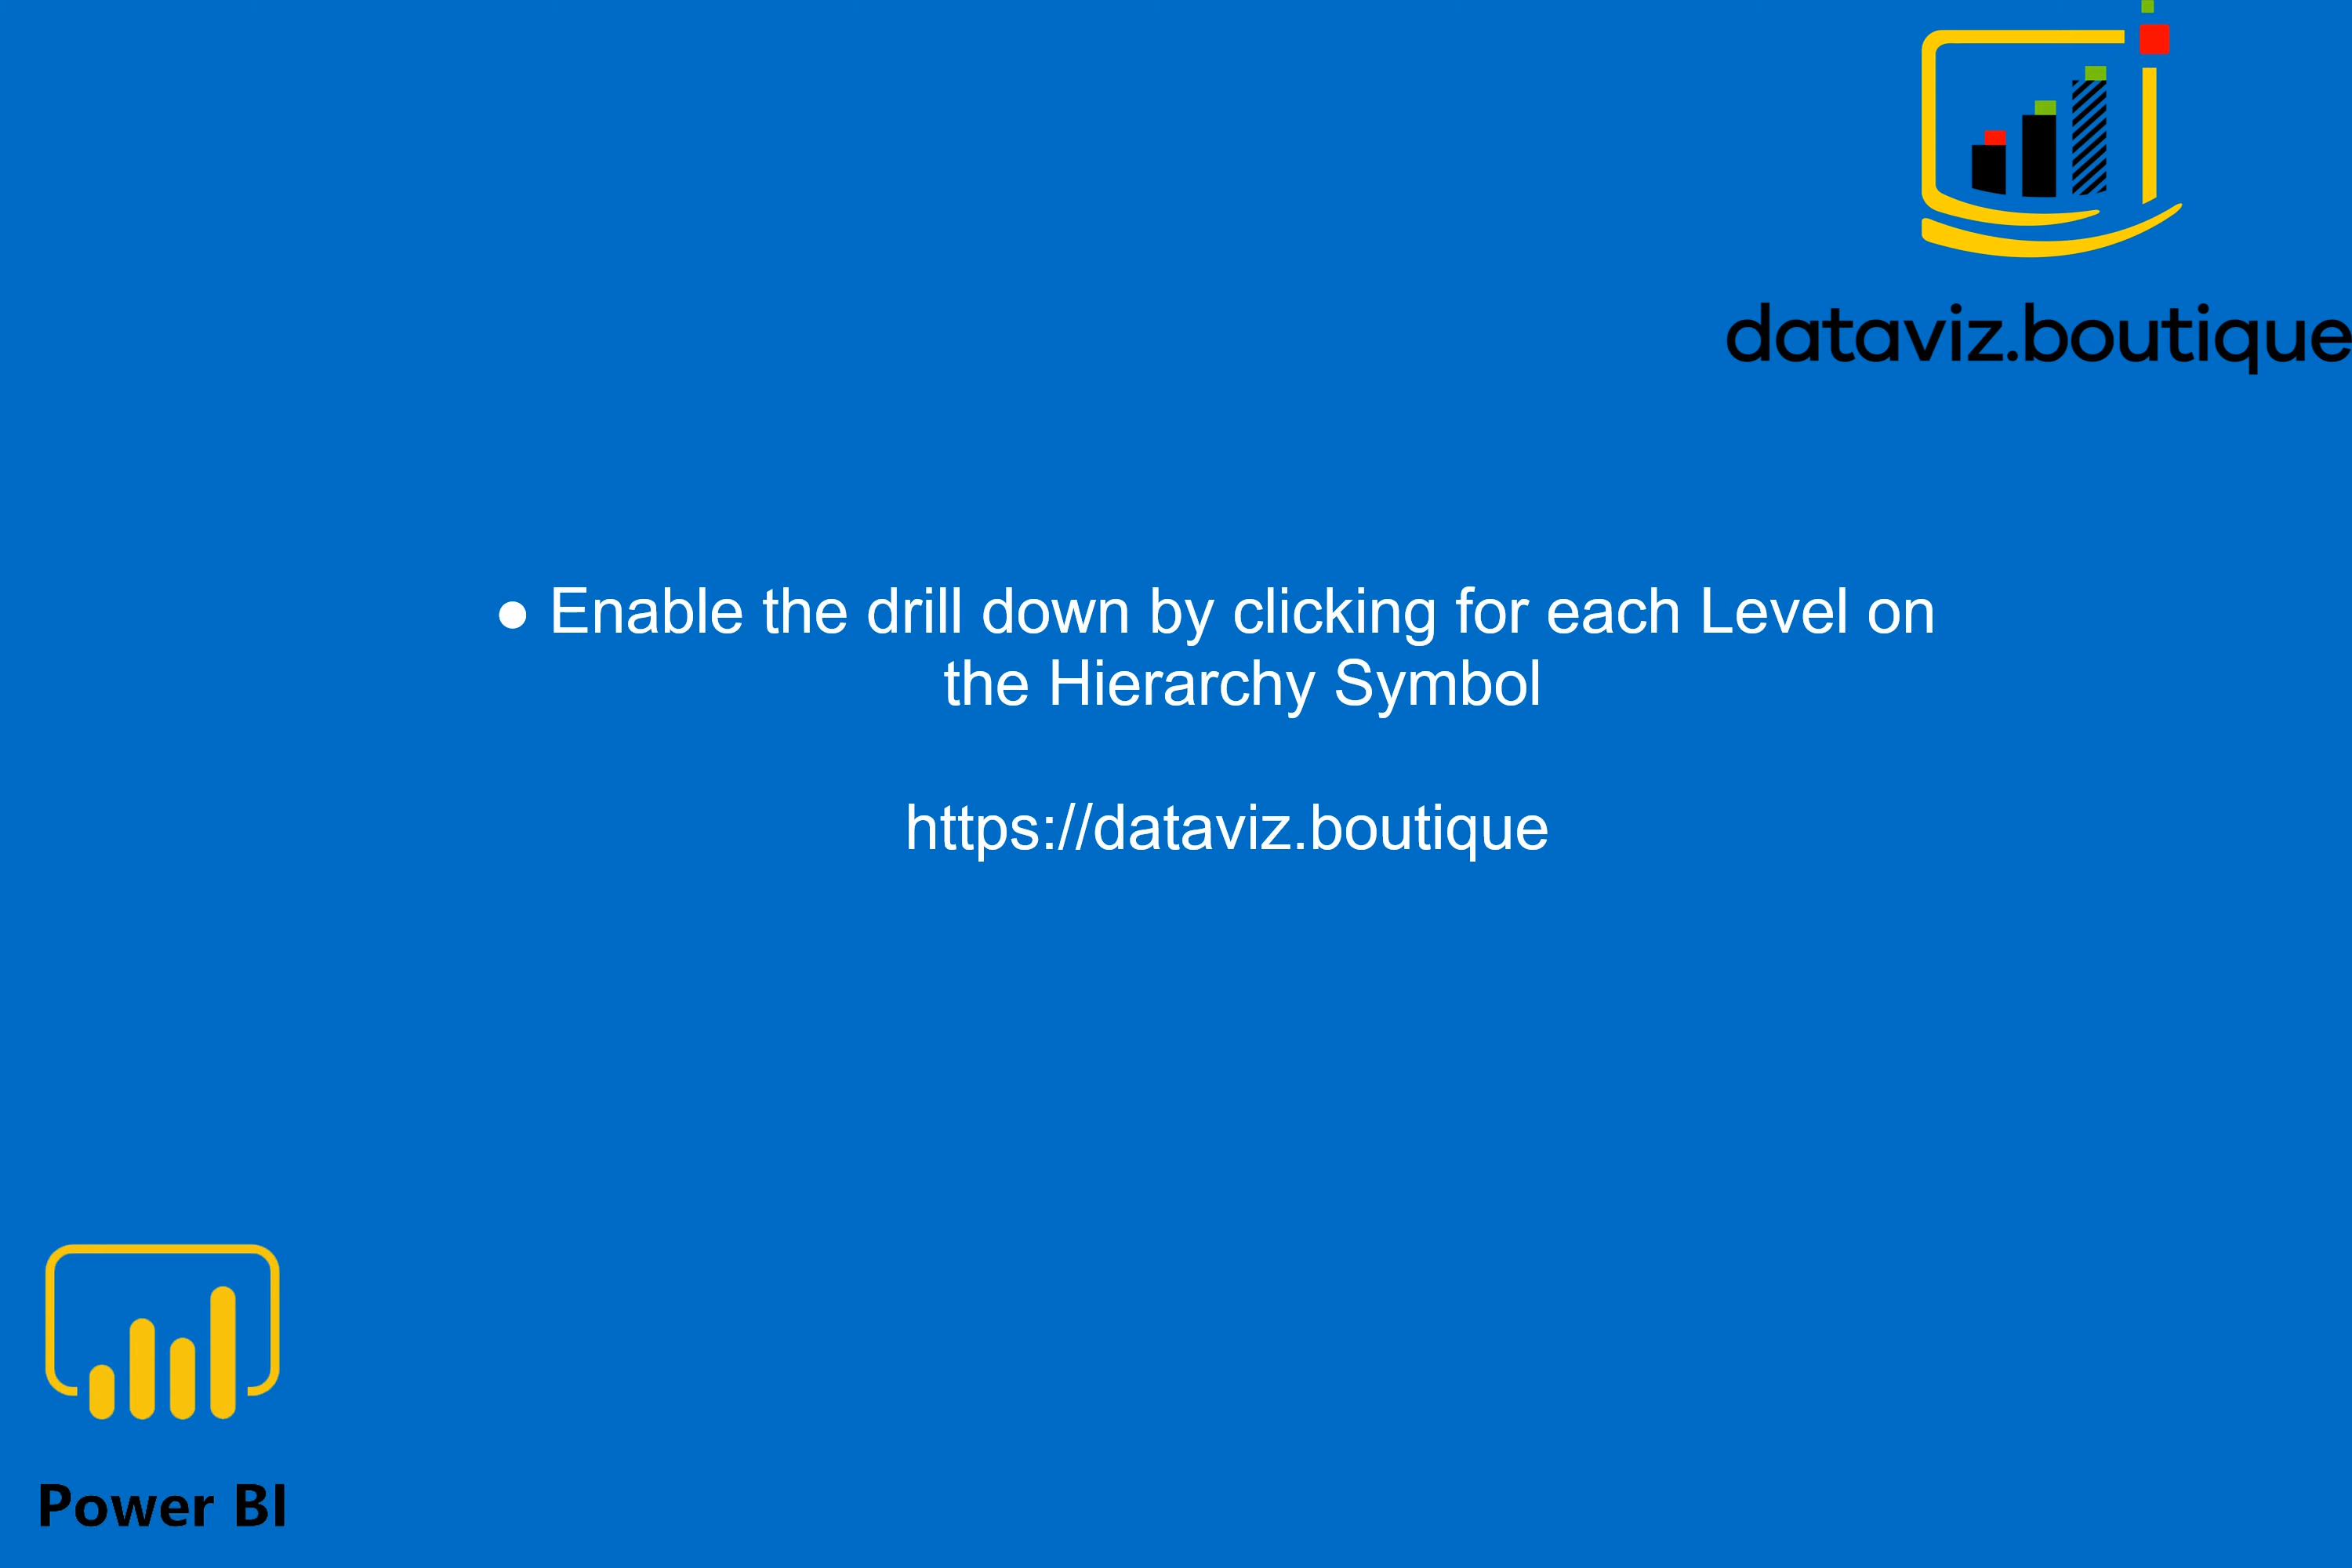 dataviz.boutique
● Enable the drill down by clicking for each Level on
the Hierarchy Symbol
https://dataviz.boutique
Power BI